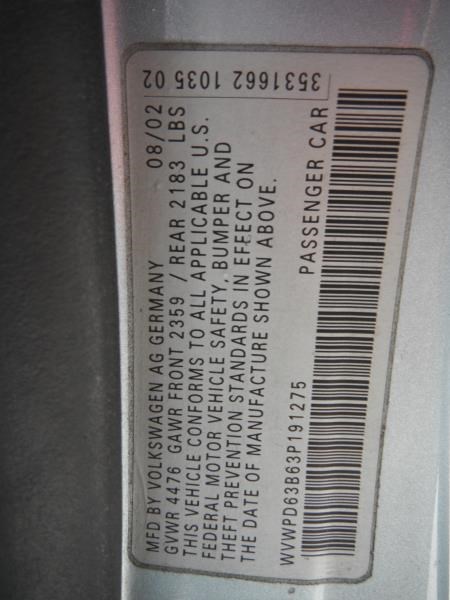 MFD BY VOLKSWAGEN AG GERMANY 08/02
GVWR 4476 GAWR FRONT 2359 / REAR 2183 LBS
THIS VEHICLE CONFORMS TO ALL APPLICABLE U.S.
FEDERAL MOTOR VEHICLE SAFETY, BUMPER AND
THEFT PREVENTION STANDARDS IN EFFECT ON
THE DATE OF MANUFACTURE SHOWN ABOVE.
WVWPD63B63P191275 PASSENGER CAR
3531662 1035 02